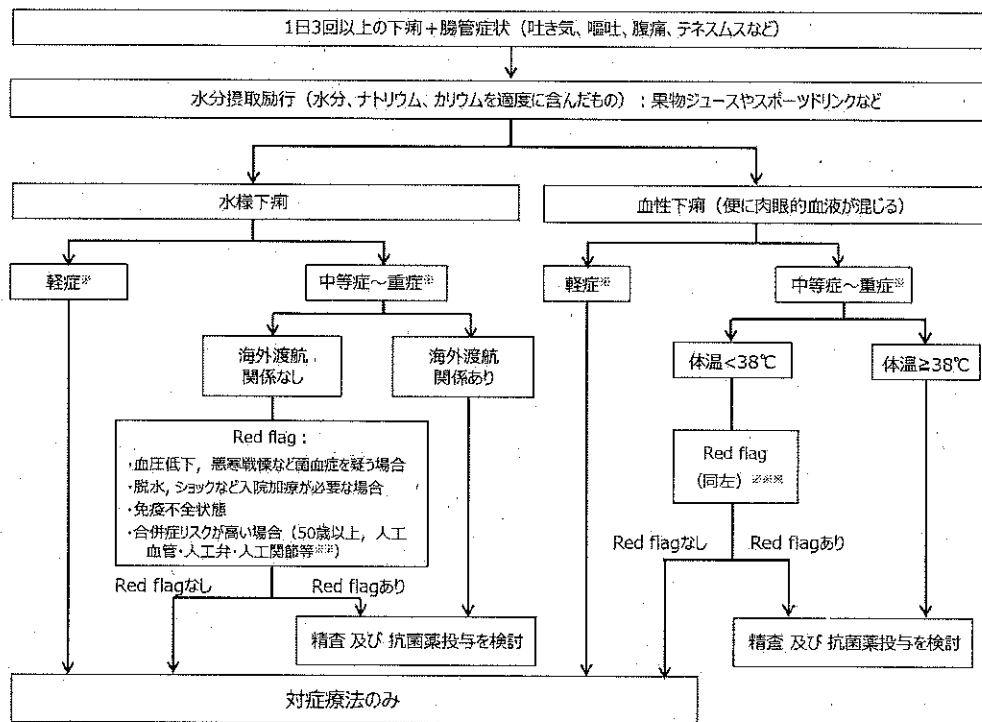 1日3回以上の下痢+腸管症状（吐き気、嘔吐、腹痛、テネスムスなど）
水分摂取励行（水分、ナトリウム、カリウムを適度に含んだもの）：果物ジュースやスポーツドリンクなど
水様下痢
血性下痢（便に肉眼的血液が混じる）
軽症※
中等症～重症※
軽症※
中等症～重症※
海外渡航
関係なし
海外渡航
関係あり
体温<38℃
体温≧38℃
Red flag：
・血圧低下，悪寒戦慄など菌血症を疑う場合
・脱水，ショックなど入院加療が必要な場合
・免疫不全状態
・合併症リスクが高い場合（50歳以上，人工
血管・人工弁・人工関節等※※）
Red flag
（同左）※※※
Red flagなし
Red flagあり
Red flagなし
Red flagあり
精査 及び 抗菌薬投与を検討
精査 及び 抗菌薬投与を検討
対症療法のみ